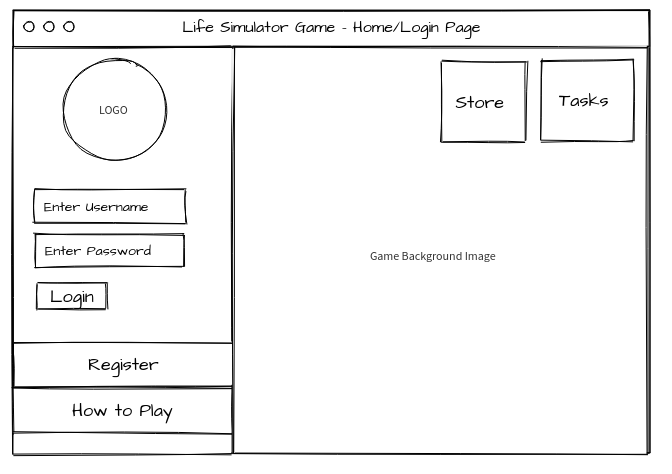 Life Simulator Game - Home/Login Page
LOGO
Enter Username
Enter Password
Login
Register
How to Play
Store
Tasks
Game Background Image